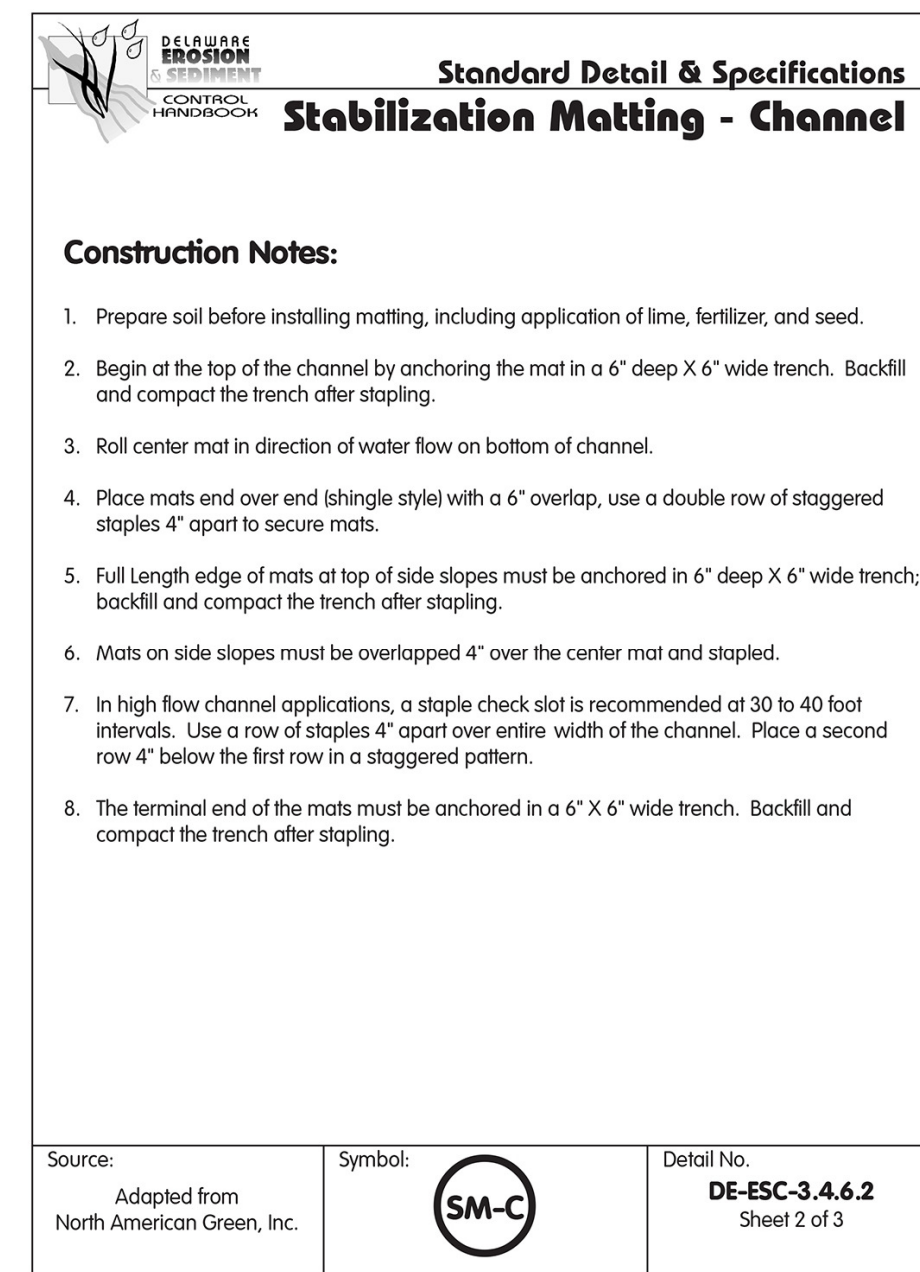 DELAWARE
EROSION
& SEDIMENT
CONTROL
HANDBOOK
Standard Detail & Specifications
Stabilization Matting - Channel
Construction Notes:
1. Prepare soil before installing matting, including application of lime, fertilizer, and seed.
2. Begin at the top of the channel by anchoring the mat in a 6" deep X 6" wide trench. Backfill
and compact the trench after stapling.
3. Roll center mat in direction of water flow on bottom of channel.
4. Place mats end over end (shingle style) with a 6" overlap, use a double row of staggered
staples 4" apart to secure mats.
5. Full Length edge of mats at top of side slopes must be anchored in 6" deep X 6" wide trench;
backfill and compact the trench after stapling.
6. Mats on side slopes must be overlapped 4" over the center mat and stapled.
7. In high flow channel applications, a staple check slot is recommended at 30 to 40 foot
intervals. Use a row of staples 4" apart over entire width of the channel. Place a second
row 4" below the first row in a staggered pattern.
8. The terminal end of the mats must be anchored in a 6" X 6" wide trench. Backfill and
compact the trench after stapling.
Source:
Adapted from
North American Green, Inc.
Symbol:
SM-C
Detail No.
DE-ESC-3.4.6.2
Sheet 2 of 3